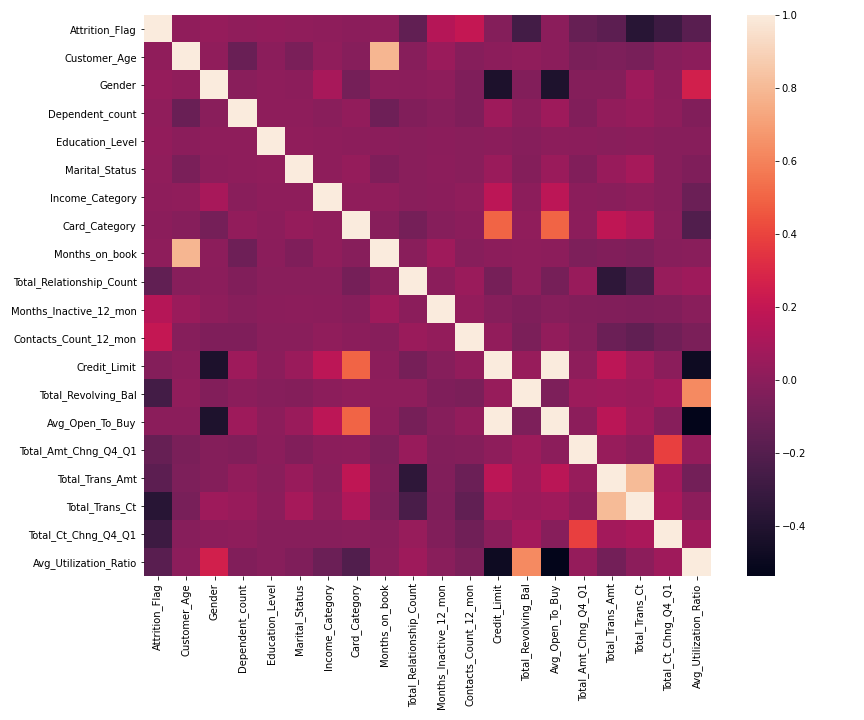 Attrition_Flag
Customer_Age
Gender
Dependent_count
Education_Level
Marital_Status
Income_Category
Card_Category
Months_on_book
Total_Relationship_Count
Months_Inactive_12_mon
Contacts_Count_12_mon
Credit_Limit
Total_Revolving_Bal
Avg_Open_To_Buy
Total_Amt_Chng_Q4_Q1
Total_Trans_Amt
Total_Trans_Ct
Total_Ct_Chng_Q4_Q1
Avg_Utilization_Ratio
Attrition_Flag
Customer_Age
Gender
Dependent_count
Education_Level
Marital_Status
Income_Category
Card_Category
Months_on_book
Total_Relationship_Count
Months_Inactive_12_mon
Contacts_Count_12_mon
Credit_Limit
Total_Revolving_Bal
Avg_Open_To_Buy
Total_Amt_Chng_Q4_Q1
Total_Trans_Amt
Total_Trans_Ct
Total_Ct_Chng_Q4_Q1
Avg_Utilization_Ratio
1.0
0.8
0.6
0.4
0.2
0.0
−0.2
−0.4